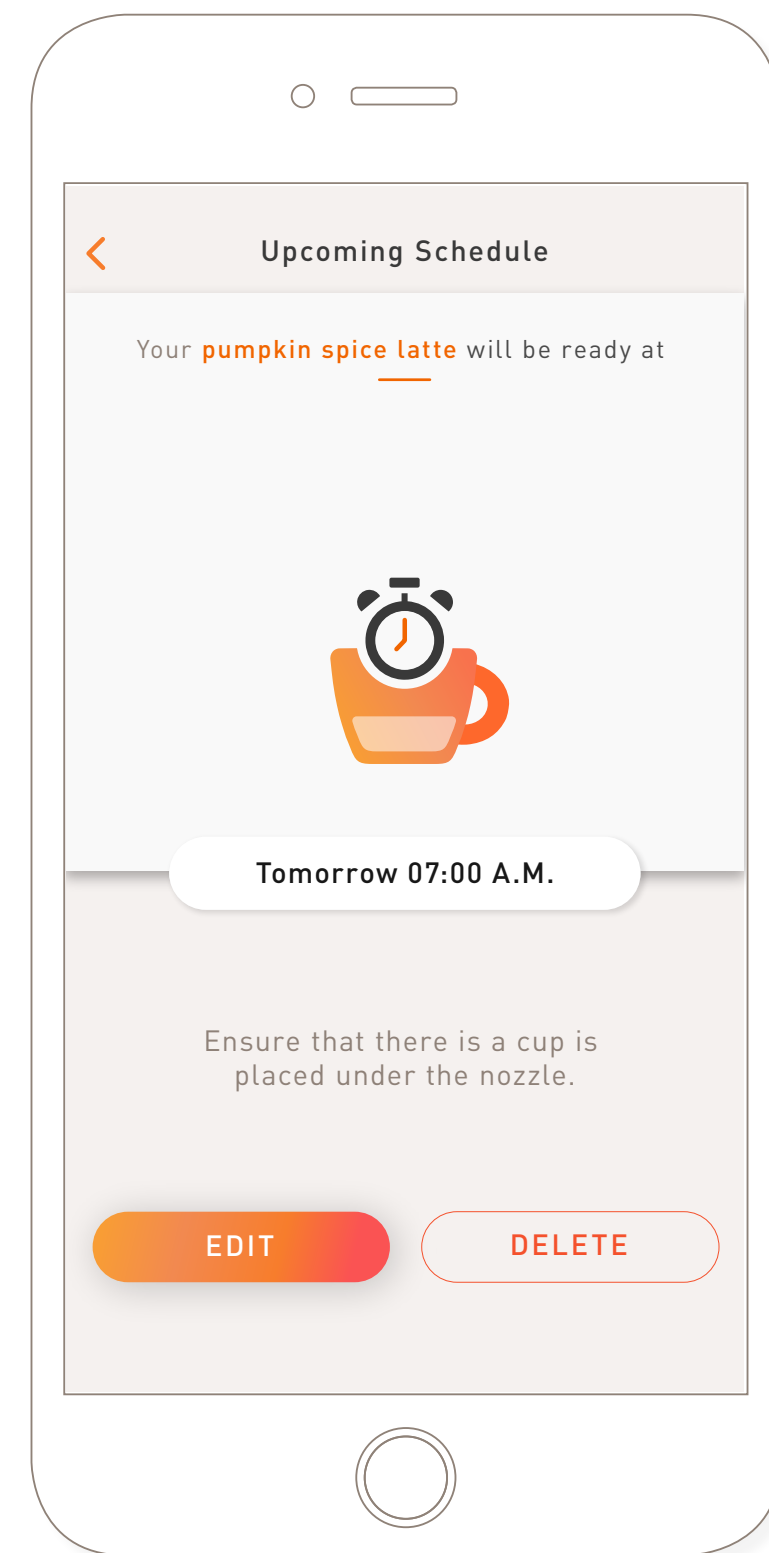 Upcoming Schedule
Your pumpkin spice latte will be ready at
Tomorrow 07:00 A.M.
Ensure that there is a cup is
placed under the nozzle.
EDIT
DELETE